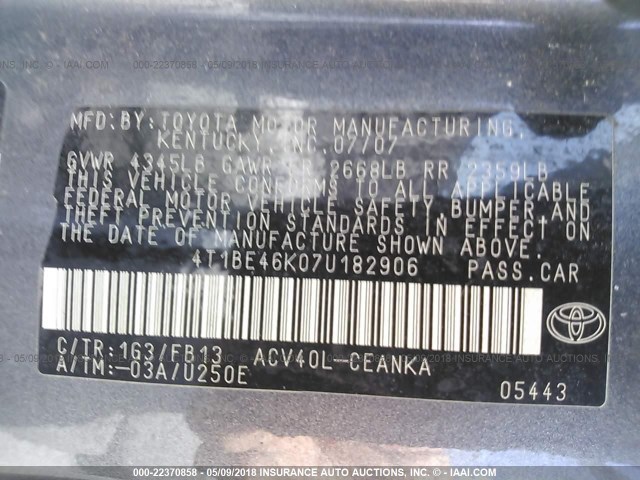 MFD. BY: TOYOTA MOTOR MANUFACTURING,
KENTUCKY, INC. 07/07
GVWR 4345LB GAWR 2668LB RR 2359LB
THIS VEHICLE CONFORMS TO ALL APPLICABLE
FEDERAL MOTOR VEHICLE SAFETY, BUMPER, AND
THEFT PREVENTION STANDARDS IN EFFECT ON
THE DATE OF MANUFACTURE SHOWN ABOVE.
4T1BE46K07U182906 PASS.CAR
C/TR: 1G3/FB13 ACV40L-CEANKA
A/TM: -03A/U250E
05443
000-22370858 - 05/09/2018 INSURANCE AUTO AUCTIONS CENTER - © IAAI.COM